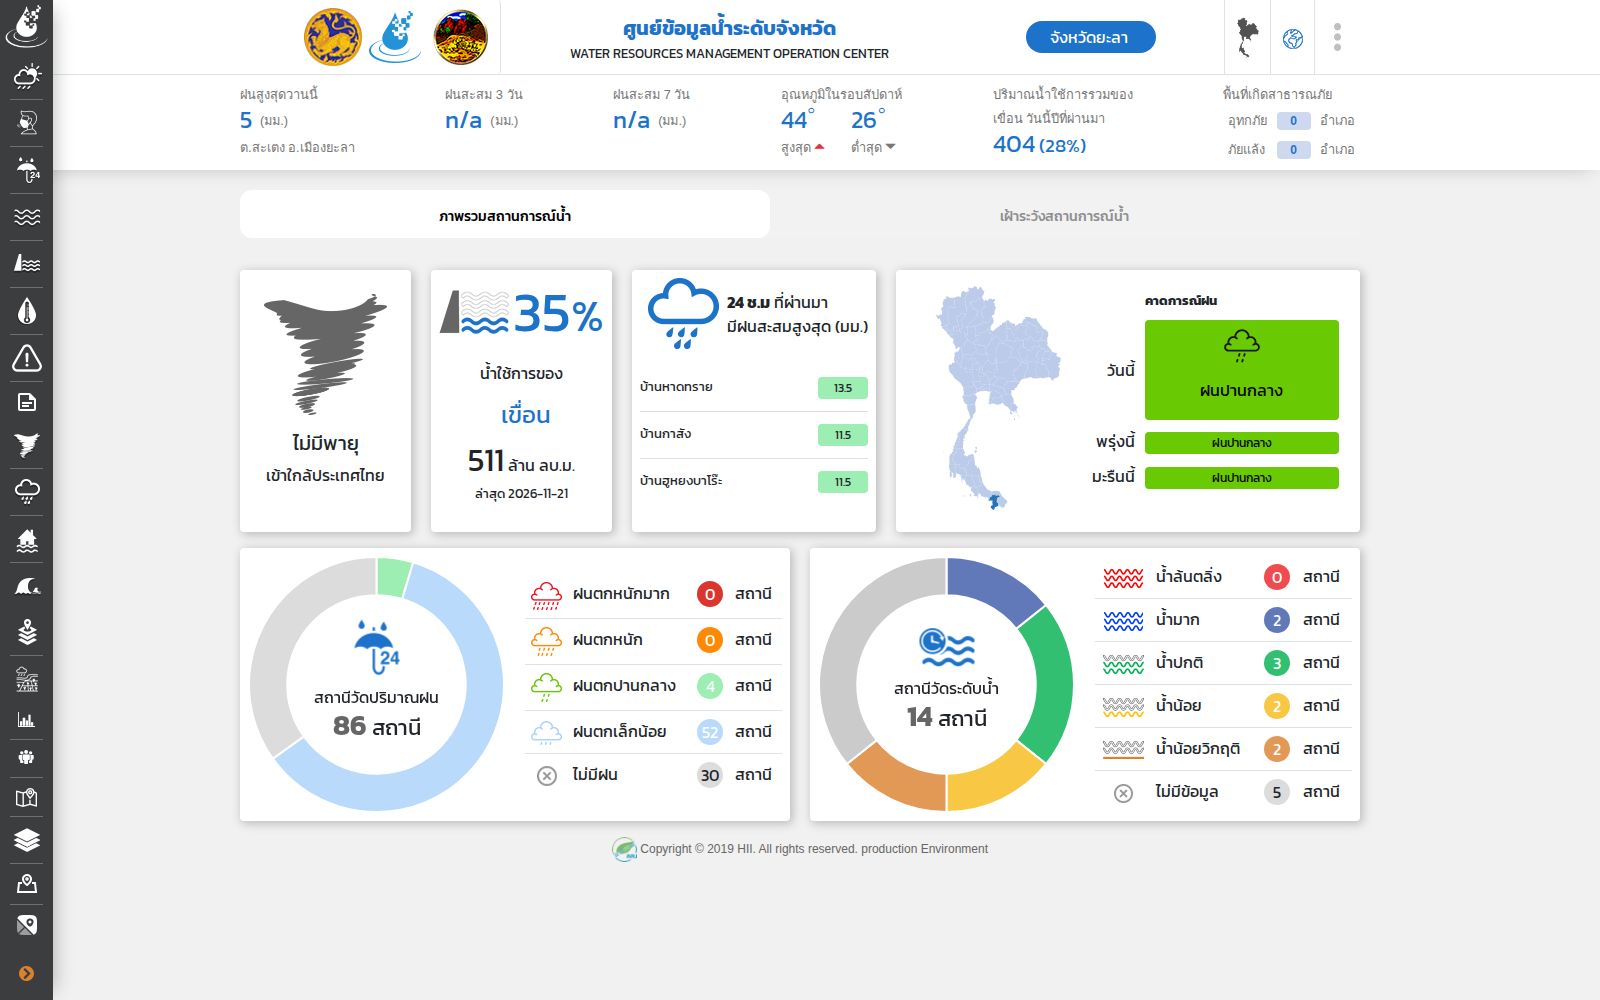 ศูนย์ข้อมูลน้ำระดับจังหวัด
WATER RESOURCES MANAGEMENT OPERATION CENTER
จังหวัดยะลา
ฝนสูงสุดวานนี้
5 (มม.)
ต.สะเตง อ.เมืองยะลา
ฝนสะสม 3 วัน
n/a (มม.)
ฝนสะสม 7 วัน
n/a (มม.)
อุณหภูมิในรอบสัปดาห์
44° 26°
สูงสุด ต่ำสุด
ปริมาณน้ำใช้การรวมของ
เขื่อน วันนี้ปีที่ผ่านมา
404 (28%)
พื้นที่เกิดสาธารณภัย
อุทกภัย 0 อำเภอ
ภัยแล้ง 0 อำเภอ
ภาพรวมสถานการณ์น้ำ
เฝ้าระวังสถานการณ์น้ำ
ไม่มีพายุ
เข้าใกล้ประเทศไทย
35%
น้ำใช้การของ
เขื่อน
511 ล้าน ลบ.ม.
ล่าสุด 2026-11-21
24 ช.ม ที่ผ่านมา
มีฝนสะสมสูงสุด (มม.)
บ้านหาดทราย 13.5
บ้านกาสัง 11.5
บ้านฮูหยงบาโร๊ะ 11.5
คาดการณ์ฝน
วันนี้ ฝนปานกลาง
พรุ่งนี้ ฝนปานกลาง
มะรืนนี้ ฝนปานกลาง
24
สถานีวัดปริมาณฝน
86 สถานี
ฝนตกหนักมาก 0 สถานี
ฝนตกหนัก 0 สถานี
ฝนตกปานกลาง 4 สถานี
ฝนตกเล็กน้อย 52 สถานี
ไม่มีฝน 30 สถานี
สถานีวัดระดับน้ำ
14 สถานี
น้ำล้นตลิ่ง 0 สถานี
น้ำมาก 2 สถานี
น้ำปกติ 3 สถานี
น้ำน้อย 2 สถานี
น้ำน้อยวิกฤติ 2 สถานี
ไม่มีข้อมูล 5 สถานี
Copyright © 2019 HII. All rights reserved. production Environment
24